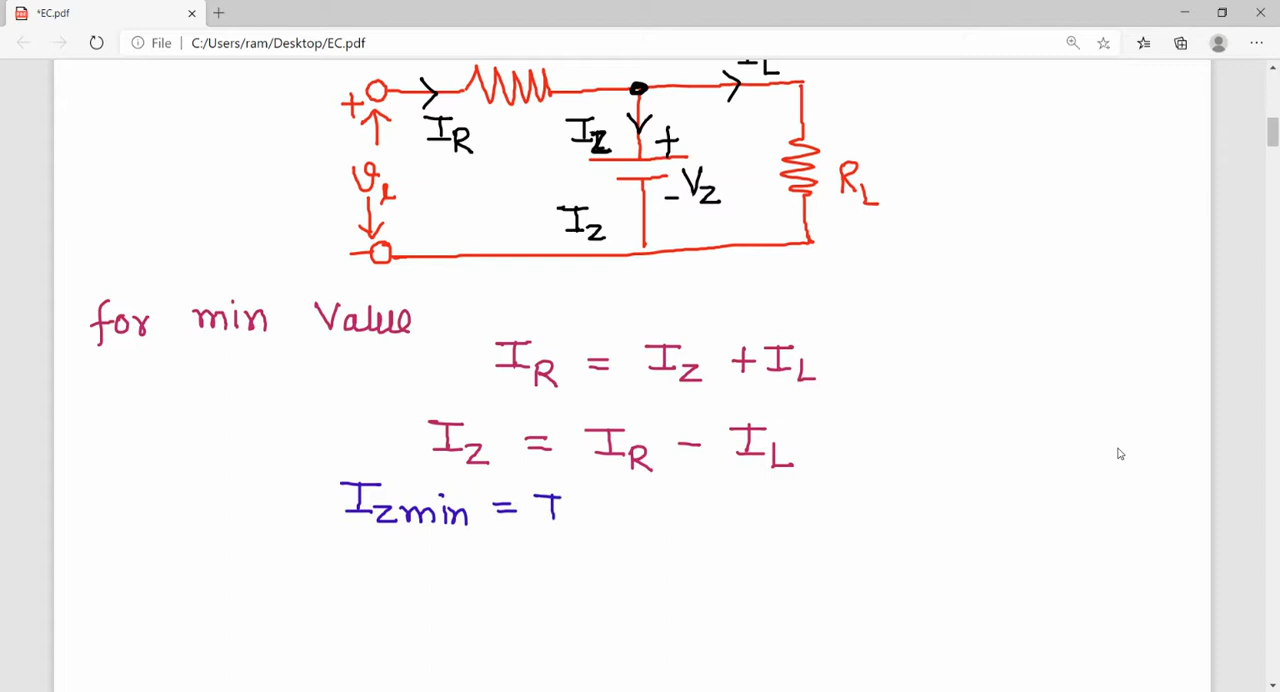 *EC.pdf
File C:/Users/ram/Desktop/EC.pdf
I_L
+
I_R
I_Z +
V_i
- V_Z
R_L
I_Z
-
for min Value
I_R = I_Z + I_L
I_Z = I_R - I_L
I_Zmin =